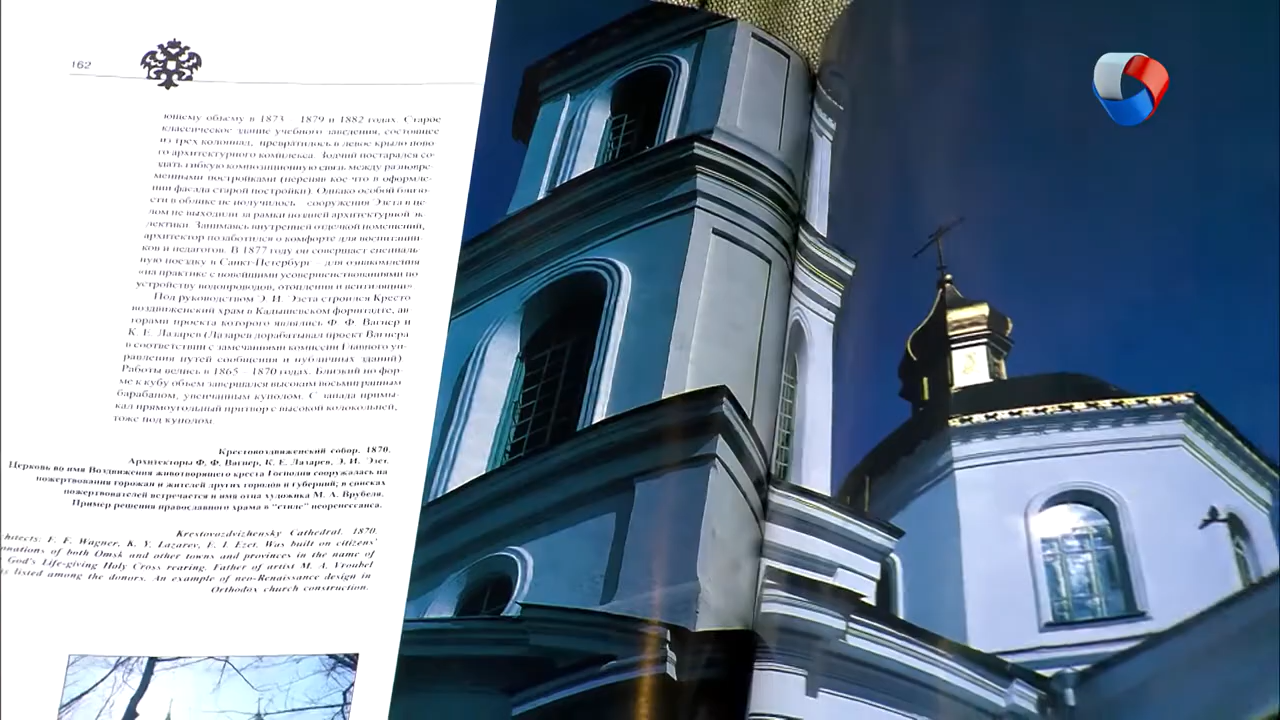 162
ющему объему в 1873 – 1879 и 1882 годах. Старое
классическое здание учебного заведения, состоящее
из трех колоннад, превратилось в левое крыло ново-
го архитектурного комплекса. Зодчий постарался со-
здать гибкую композиционную связь между разновре-
менными постройками (переняв кое что в оформле-
нии фасада старой постройки). Однако особой близо-
сти в облике не получилось – сооружения Эзета в це-
лом не выходили за рамки поздней архитектурной эк-
лектики. Занимаясь внутренней отделкой помещений,
архитектор позаботился о комфорте для воспитанни-
ков и педагогов. В 1877 году он совершает специаль-
ную поездку в Санкт-Петербург – для ознакомления
«на практике с новейшими усовершенствованиями по
устройству водопроводов, отопления и вентиляции»
Под руководством Э. И. Эзета строился Кресто-
воздвиженский храм в Кадышевском форштадте, ав-
торами проекта которого являлись Ф. Ф. Вагнер и
К. Е. Лазарев (Лазарев дорабатывал проект Вагнера
в соответствии с замечаниями комиссии Главного уп-
равления путей сообщения и публичных зданий)
Работы велись в 1865 – 1870 годах. Близкий по фор-
ме к кубу объем завершался высоким восьмигранным
барабаном, увенчанным куполом. С запада примы-
кал прямоугольный притвор с высокой колокольней,
тоже под куполом.
Крестовоздвиженский собор. 1870.
Архитекторы Ф. Ф. Вагнер, К. Е. Лазарев, Э. И. Эзет.
Церковь во имя Воздвижения животворящего креста Господня сооружалась на
пожертвования горожан и жителей других городов и губерний; в списках
пожертвователей встречается и имя отца художника М. А. Врубеля.
Пример решения православного храма в "стиле" неоренессанса.
Krestovozdvizhensky Cathedral. 1870.
hitects: F. F. Wagner, K. Y. Lazarev, E. I. Ezet. Was built on citizens'
nations of both Omsk and other towns and provinces in the name of
God's Life-giving Holy Cross rearing. Father of artist M. A. Vroubel
is listed among the donors. An example of neo-Renaissance design in
Orthodox church construction.